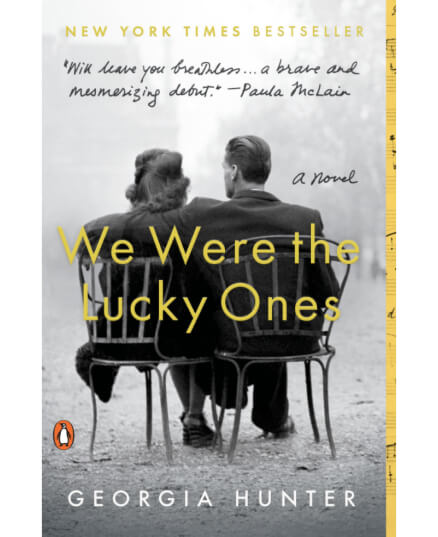 NEW YORK TIMES BESTSELLER
"Will leave you breathless... a brave and
mesmerizing debut." —Paula McLain
a novel
We Were the
Lucky Ones
GEORGIA HUNTER